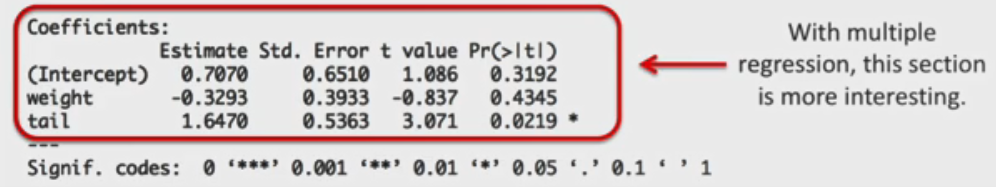 Coefficients:
Estimate Std. Error t value Pr(>|t|)
(Intercept) 0.7070 0.6510 1.086 0.3192
weight -0.3293 0.3933 -0.837 0.4345
tail 1.6470 0.5363 3.071 0.0219 *
---
Signif. codes: 0 ‘***’ 0.001 ‘**’ 0.01 ‘*’ 0.05 ‘.’ 0.1 ‘ ’ 1
With multiple
regression, this section
is more interesting.